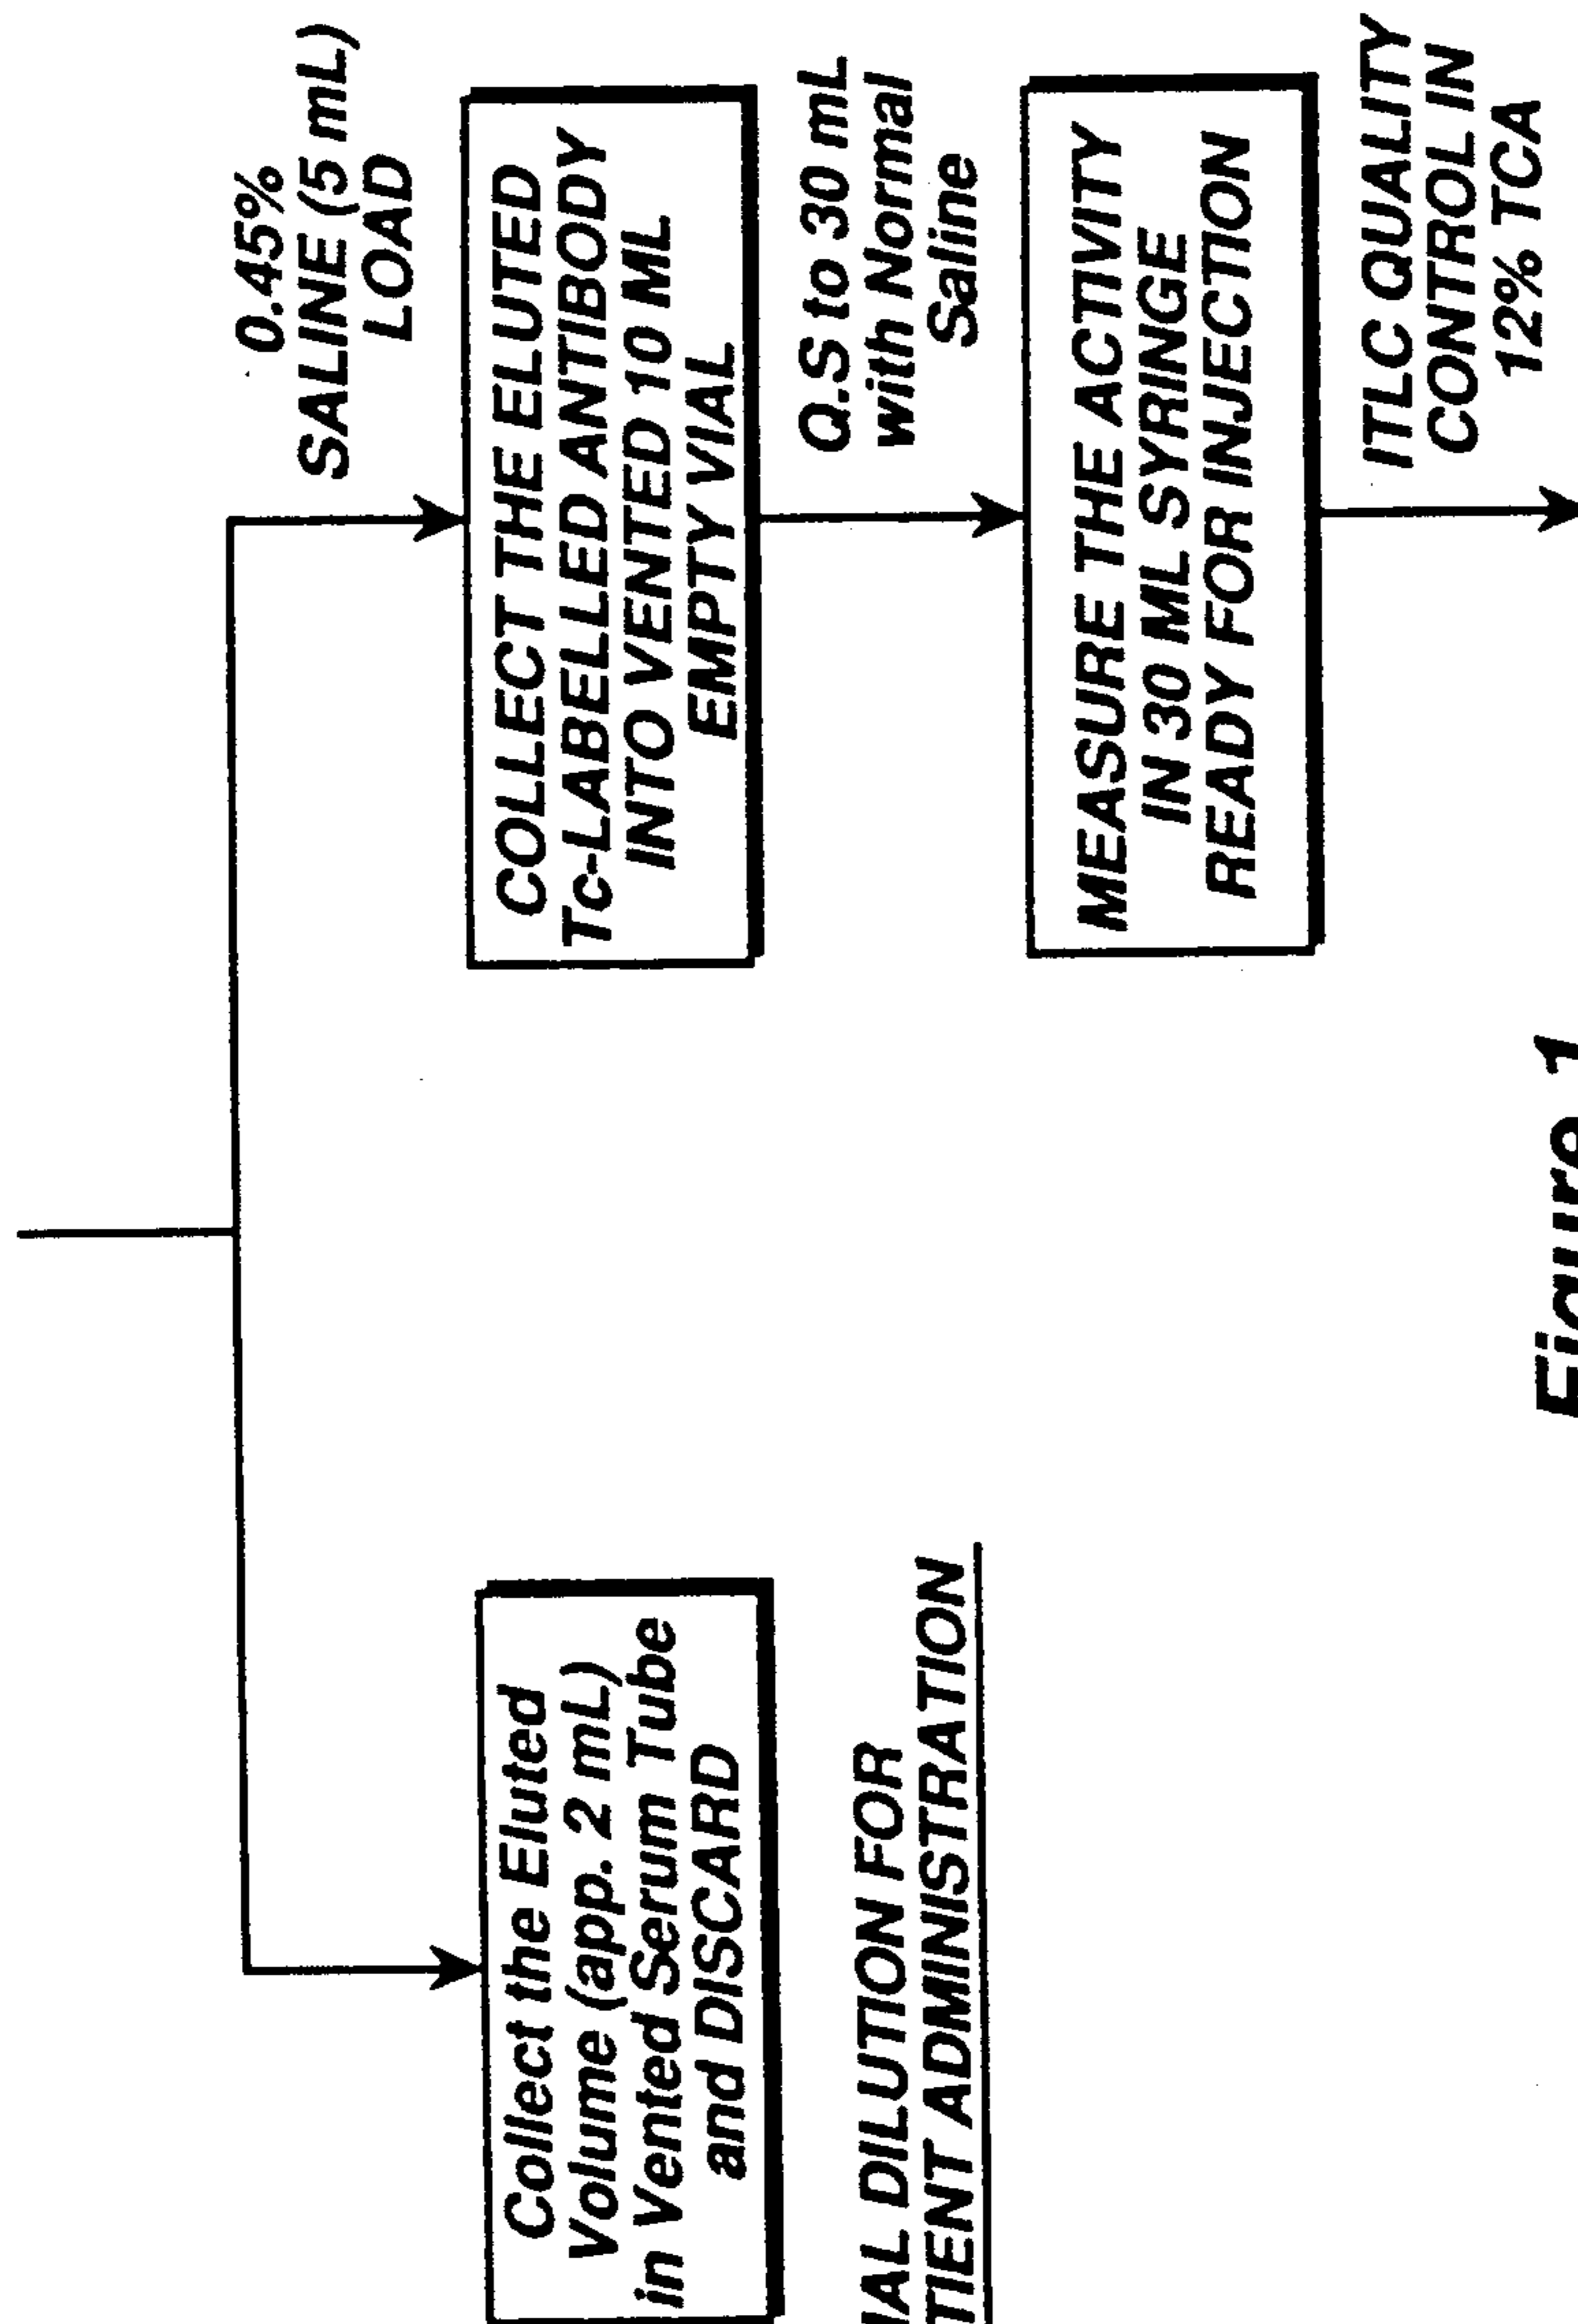 0.45%
SALINE (5 mL)
LOAD
Collect the Eluted
Volume (app. 2 mL)
in Vented Serum Tube
and DISCARD
COLLECT THE ELUTED
Tc-LABELLED ANTIBODY
INTO VENTED 10 ML
EMPTY VIAL
Q.S to 30 mL
with Normal
Saline
DILUTION FOR
ADMINISTRATION
MEASURE THE ACTIVITY
IN 30 ML SYRINGE
READY FOR INJECTION
ITLC QUALITY
CONTROL IN
12% TCA
Figure 1